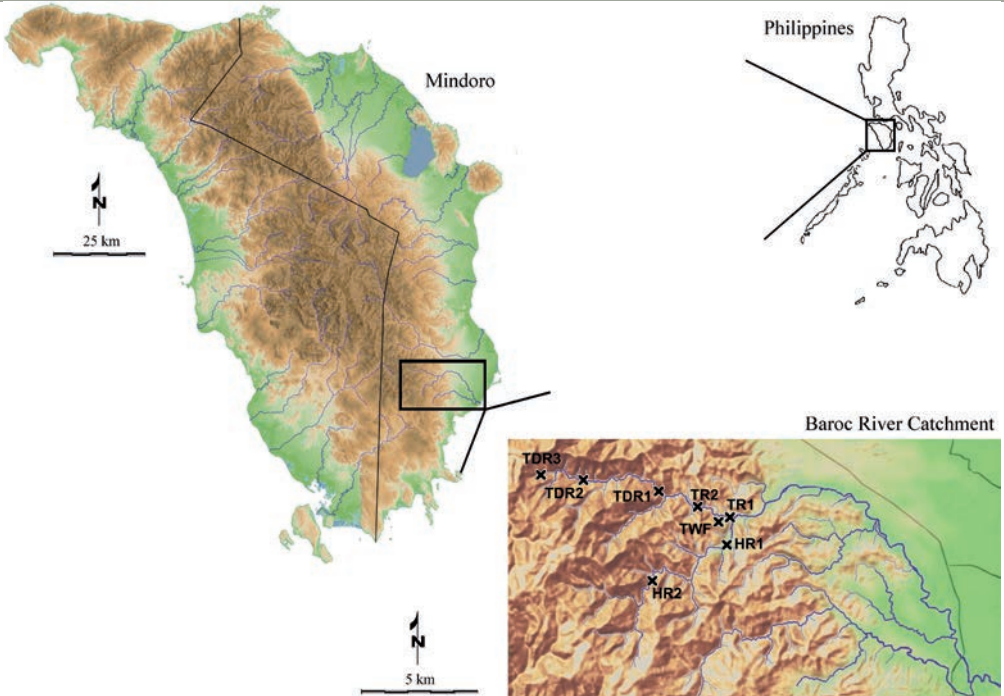 Philippines
Mindoro
N
25 km
Baroc River Catchment
TDR3
TDR2
TDR1
TR2
TR1
TWF
HR1
HR2
N
5 km